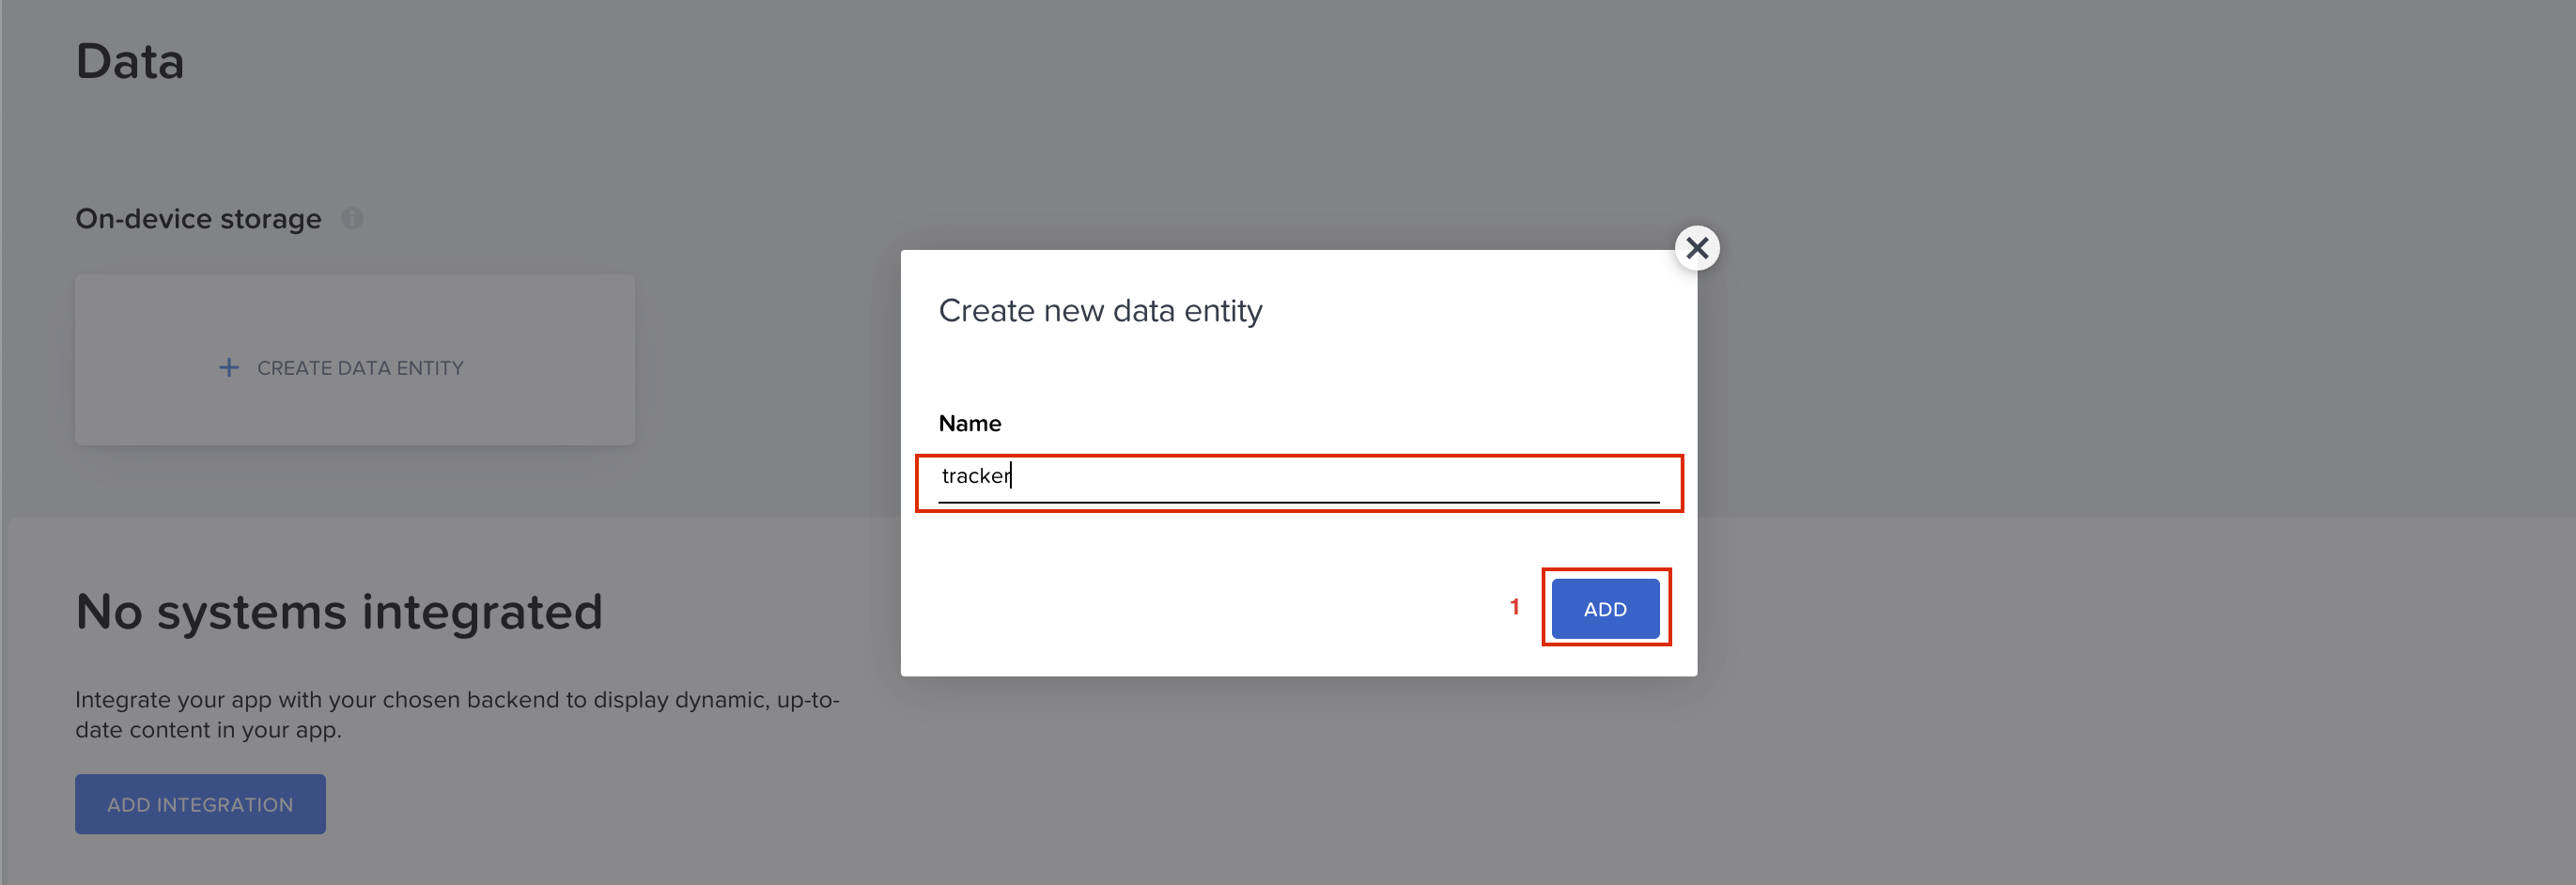 Data
On-device storage
+ CREATE DATA ENTITY
Create new data entity
Name
tracker
1
ADD
No systems integrated
Integrate your app with your chosen backend to display dynamic, up-to-
date content in your app.
ADD INTEGRATION